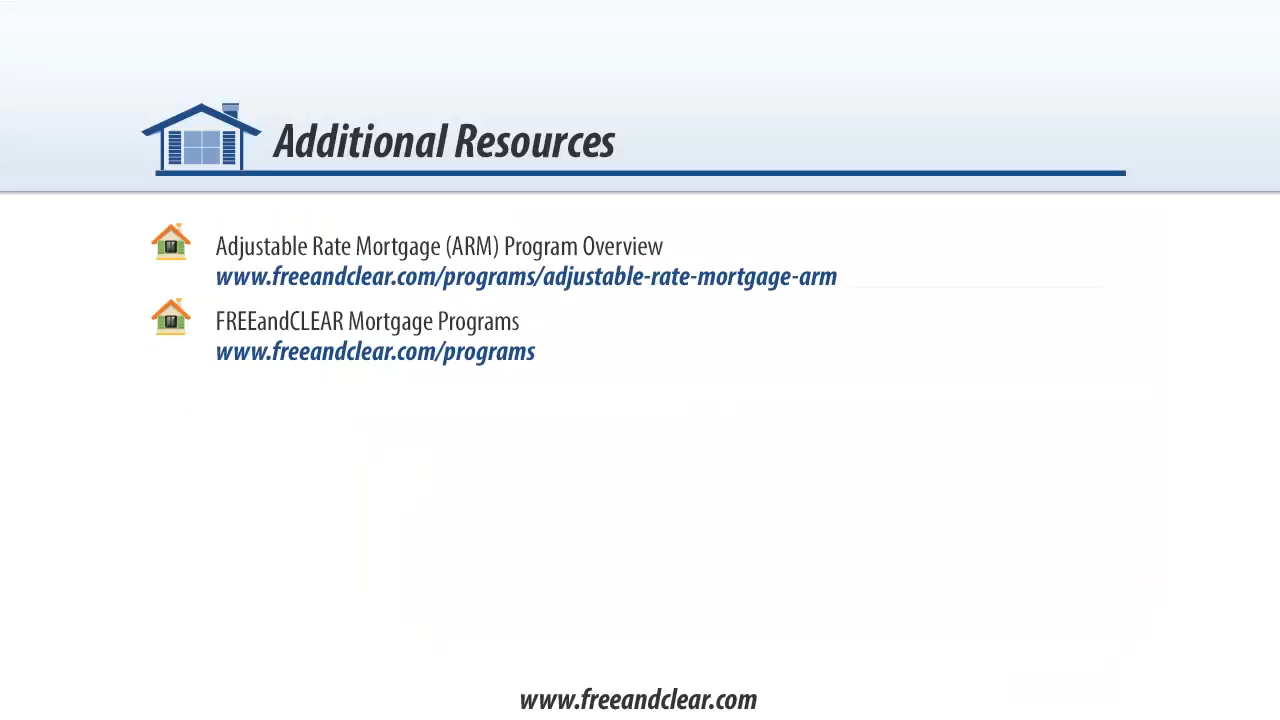 Additional Resources
Adjustable Rate Mortgage (ARM) Program Overview
www.freeandclear.com/programs/adjustable-rate-mortgage-arm
FREEandCLEAR Mortgage Programs
www.freeandclear.com/programs
www.freeandclear.com